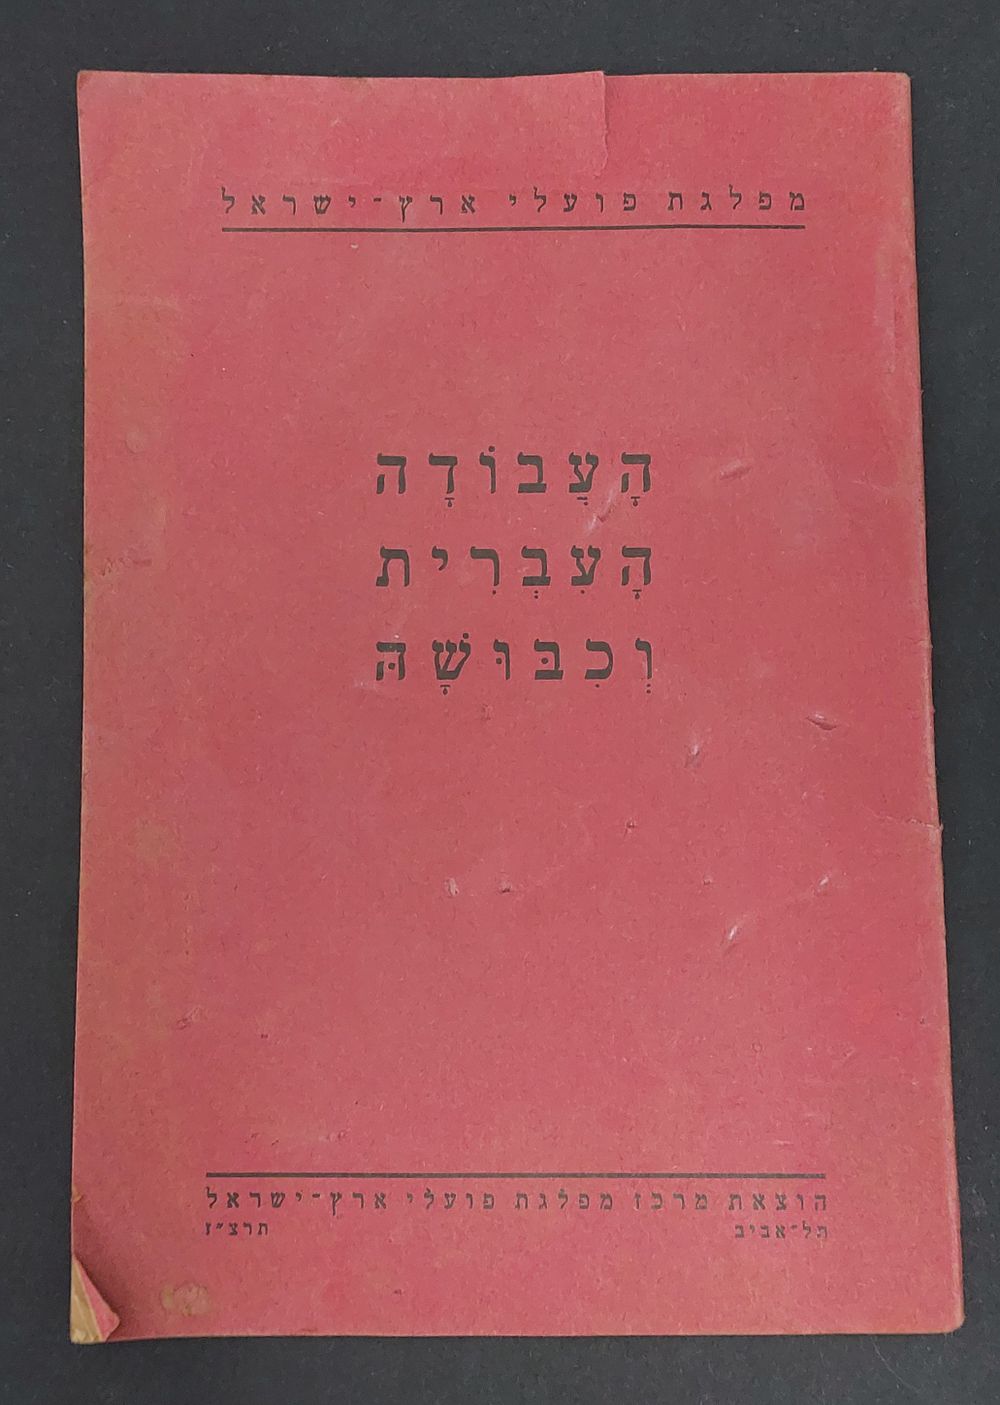 מפלגת פועלי ארץ־ישראל
הָעֲבוֹדָה
הָעִבְרִית
וְכִבּוּשָׁהּ
הוצאת מרכז מפלגת פועלי ארץ־ישראל
תל־אביב תרצ״ז